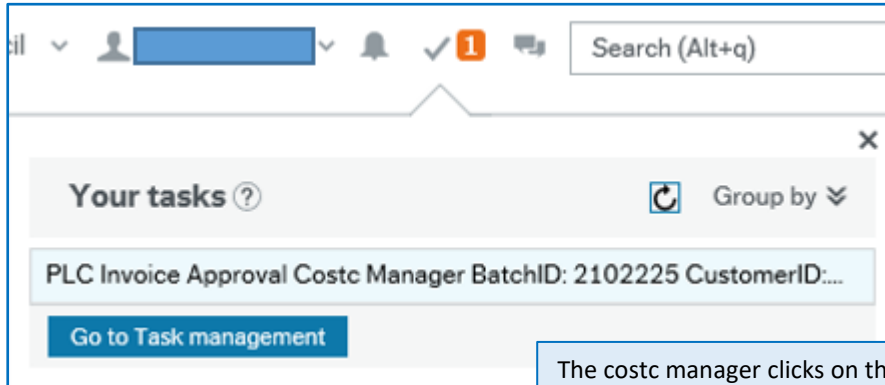 cil 1 Search (Alt+q)
Your tasks ? Group by
PLC Invoice Approval Costc Manager BatchID: 2102225 CustomerID:....
Go to Task management
The costc manager clicks on th